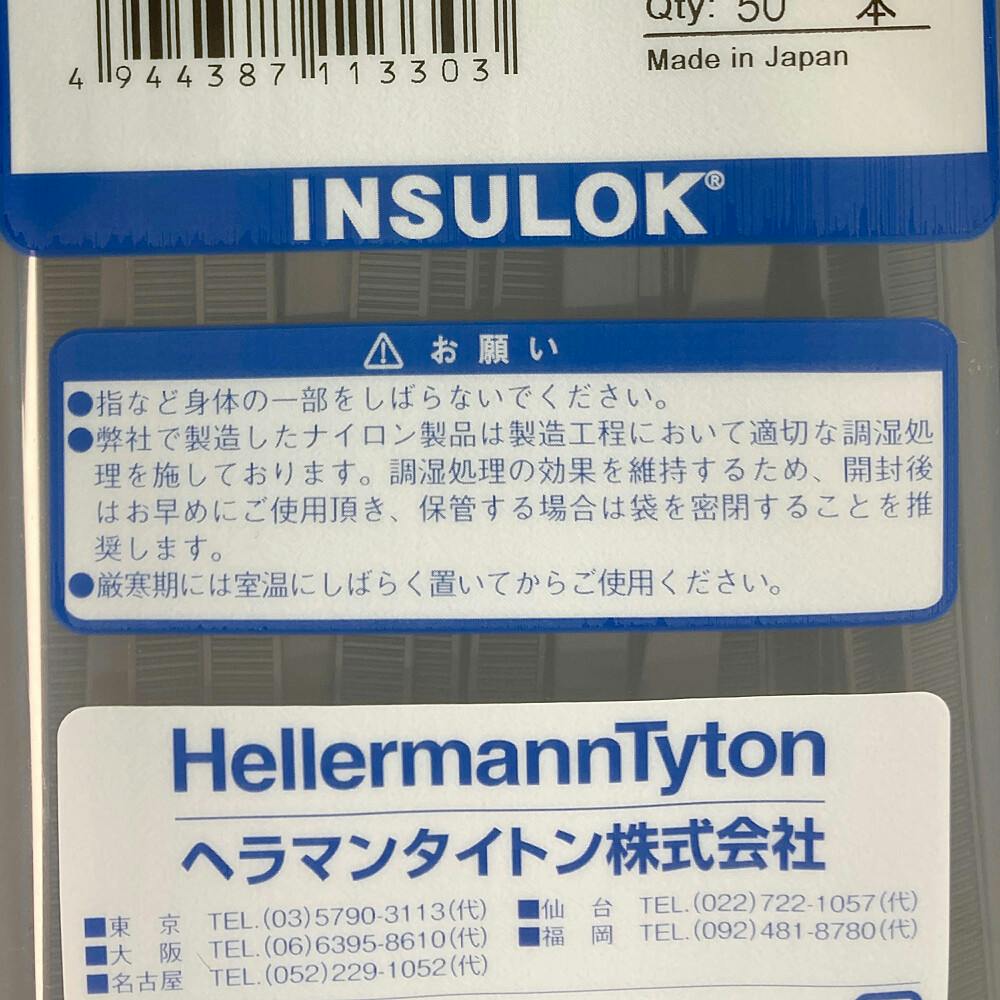 Qty: 50 本
4 944387 113303
Made in Japan
INSULOK®
⚠ お願い
●指など身体の一部をしばらないでください。
●弊社で製造したナイロン製品は製造工程において適切な調湿処
理を施しております。調湿処理の効果を維持するため、開封後
はお早めにご使用頂き、保管する場合は袋を密閉することを推
奨します。
●厳寒期には室温にしばらく置いてからご使用ください。
HellermannTyton
ヘラマンタイトン株式会社
■東京 TEL.(03)5790-3113(代)
■大阪 TEL.(06)6395-8610(代)
■名古屋 TEL.(052)229-1052(代)
■仙台 TEL.(022)722-1057(代)
■福岡 TEL.(092)481-8780(代)